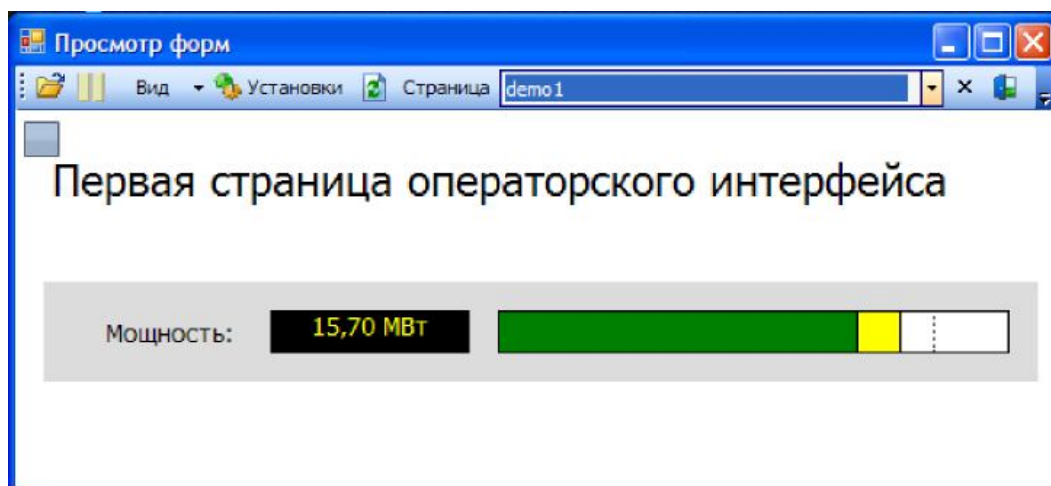 Просмотр форм
Вид Установки Страница demo1
Первая страница операторского интерфейса
Мощность: 15,70 МВт